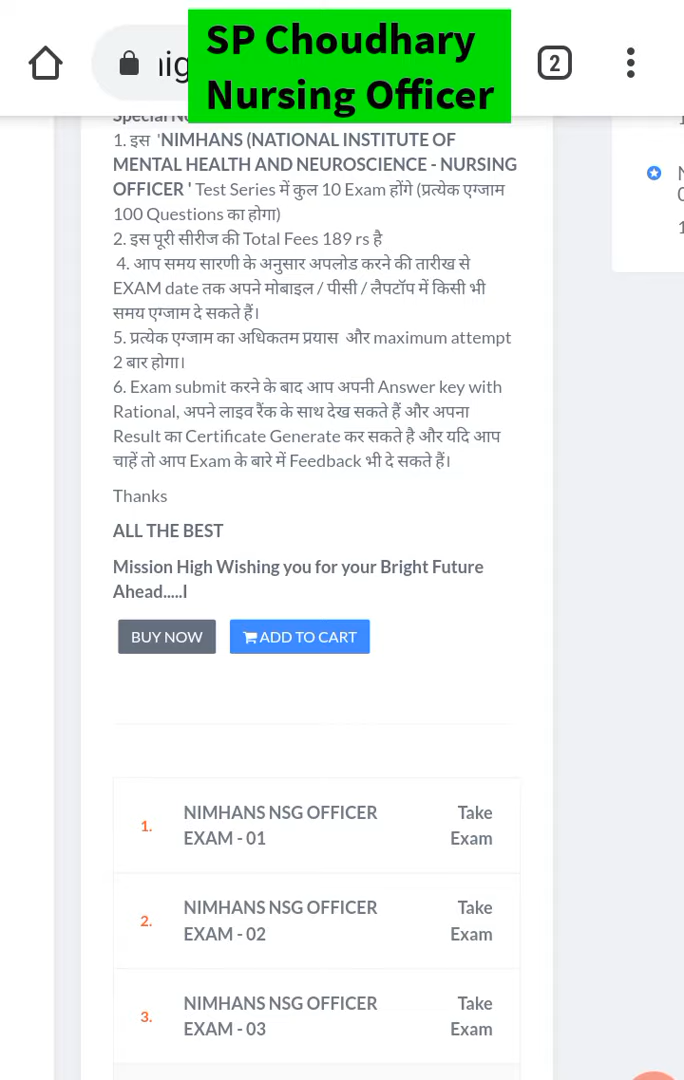 SP Choudhary
Nursing Officer
2
1. इस 'NIMHANS (NATIONAL INSTITUTE OF
MENTAL HEALTH AND NEUROSCIENCE - NURSING
OFFICER ' Test Series में कुल 10 Exam होंगे (प्रत्येक एग्जाम
100 Questions का होगा)
2. इस पूरी सीरीज की Total Fees 189 rs है
4. आप समय सारणी के अनुसार अपलोड करने की तारीख से
EXAM date तक अपने मोबाइल / पीसी / लैपटॉप में किसी भी
समय एग्जाम दे सकते हैं।
5. प्रत्येक एग्जाम का अधिकतम प्रयास और maximum attempt
2 बार होगा।
6. Exam submit करने के बाद आप अपनी Answer key with
Rational, अपने लाइव रैंक के साथ देख सकते हैं और अपना
Result का Certificate Generate कर सकते है और यदि आप
चाहें तो आप Exam के बारे में Feedback भी दे सकते हैं।
Thanks
ALL THE BEST
Mission High Wishing you for your Bright Future
Ahead.....I
BUY NOW
ADD TO CART
1. NIMHANS NSG OFFICER Take
EXAM - 01 Exam
2. NIMHANS NSG OFFICER Take
EXAM - 02 Exam
3. NIMHANS NSG OFFICER Take
EXAM - 03 Exam